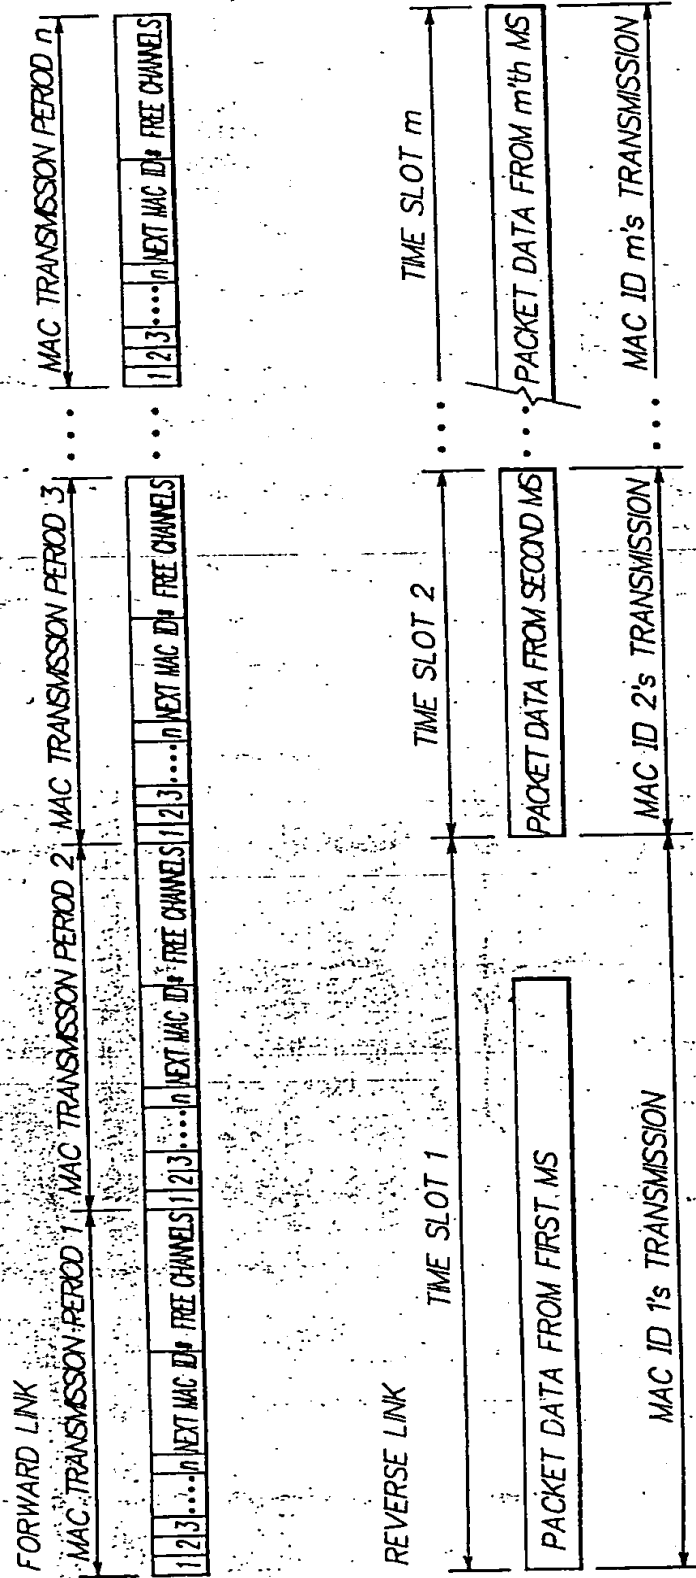 FORWARD LINK
MAC TRANSMISSION PERIOD 1 MAC TRANSMISSION PERIOD 2 MAC TRANSMISSION PERIOD 3 ... MAC TRANSMISSION PERIOD n
1 2 3 .... n NEXT MAC ID# FREE CHANNELS 1 2 3 .... n NEXT MAC ID# FREE CHANNELS 1 2 3 .... n NEXT MAC ID# FREE CHANNELS ... 1 2 3 .... n NEXT MAC ID# FREE CHANNELS
REVERSE LINK
TIME SLOT 1 TIME SLOT 2 ... TIME SLOT m
PACKET DATA FROM FIRST MS PACKET DATA FROM SECOND MS ... PACKET DATA FROM m'th MS
MAC ID 1's TRANSMISSION MAC ID 2's TRANSMISSION ... MAC ID m's TRANSMISSION